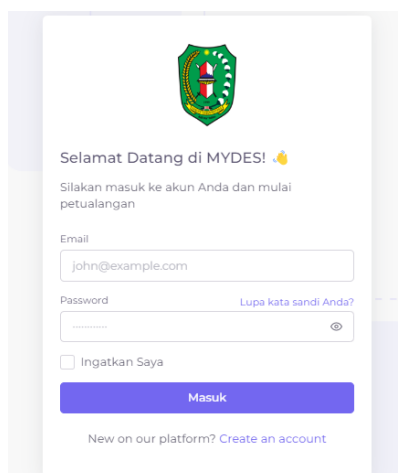 Selamat Datang di MYDES! 👋
Silakan masuk ke akun Anda dan mulai
petualangan
Email
john@example.com
Password
Lupa kata sandi Anda?
············
Ingatkan Saya
Masuk
New on our platform? Create an account